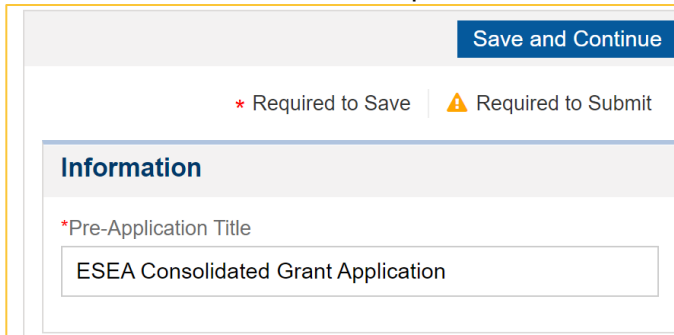 Save and Continue
* Required to Save
Required to Submit
Information
*Pre-Application Title
ESEA Consolidated Grant Application